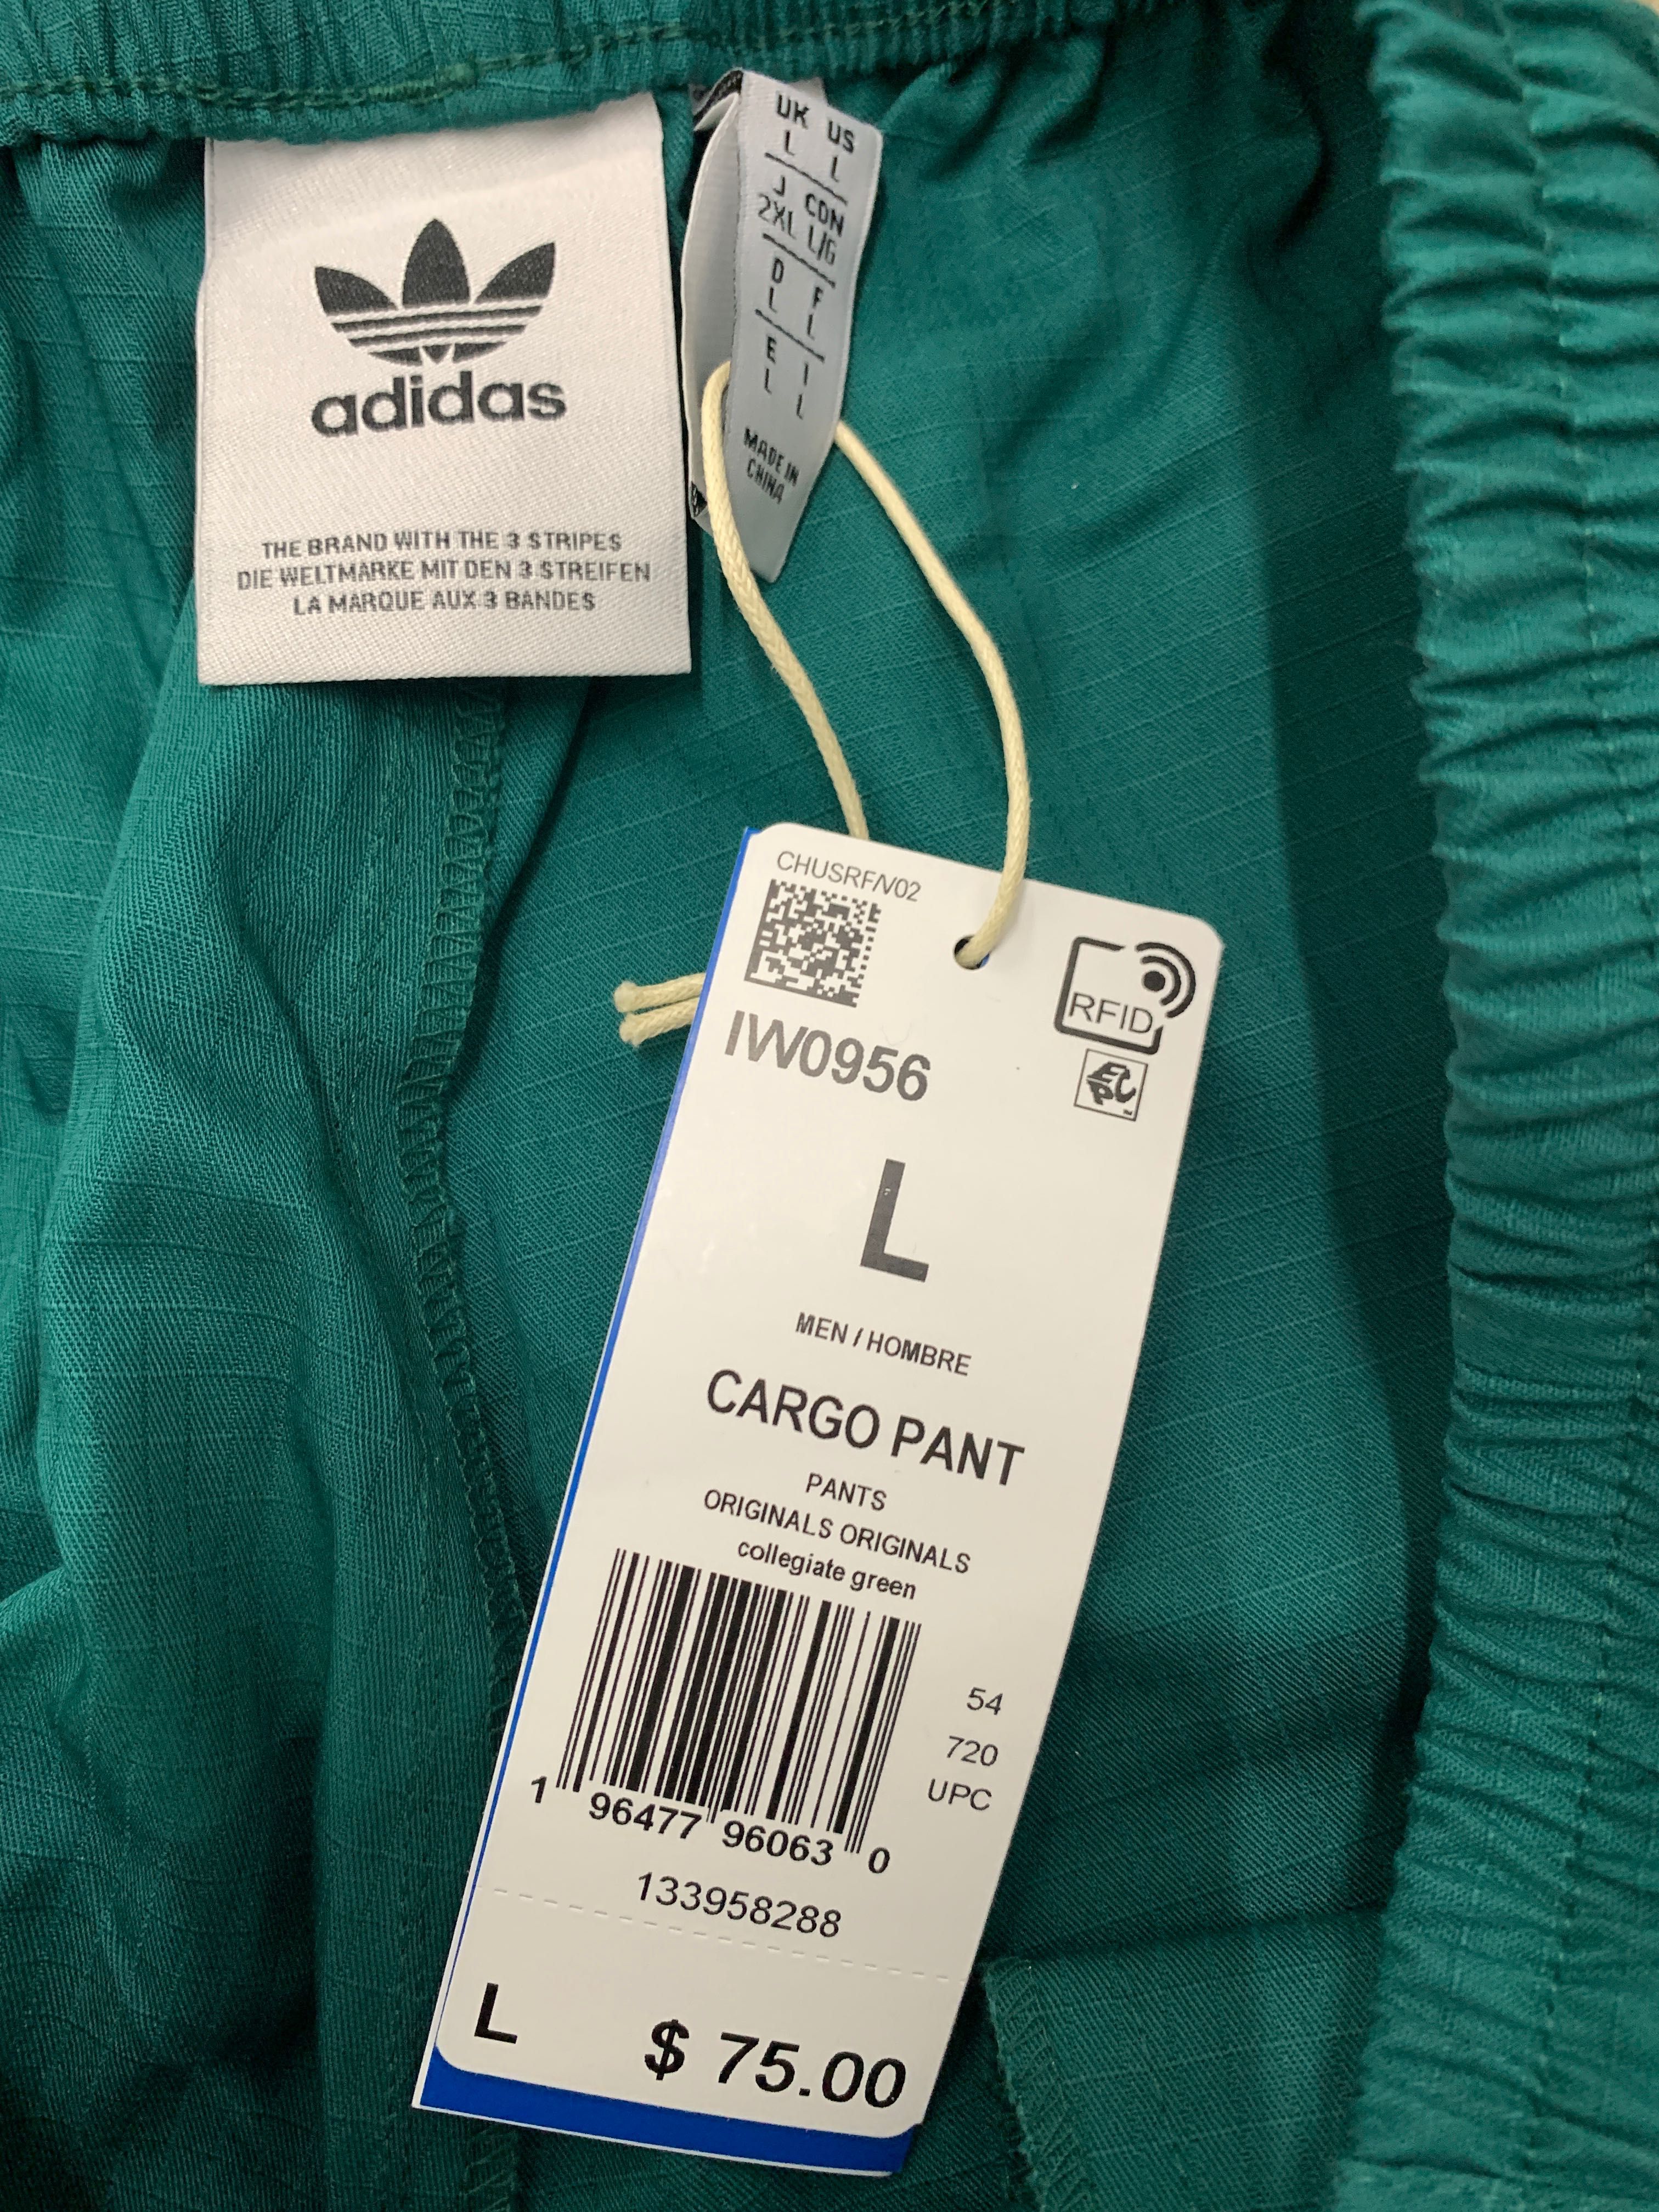 adidas
THE BRAND WITH THE 3 STRIPES
DIE WELTMARKE MIT DEN 3 STREIFEN
LA MARQUE AUX 3 BANDES
UK US
L L
J CDN
2XL L/G
D F
L L
E I
L L
MADE IN
CHINA
CHUSRF/V02
RFID
IW0956
EPC
L
MEN / HOMBRE
CARGO PANT
PANTS
ORIGINALS ORIGINALS
collegiate green
54
720
UPC
1 96477 96063 0
133958288
L $ 75.00